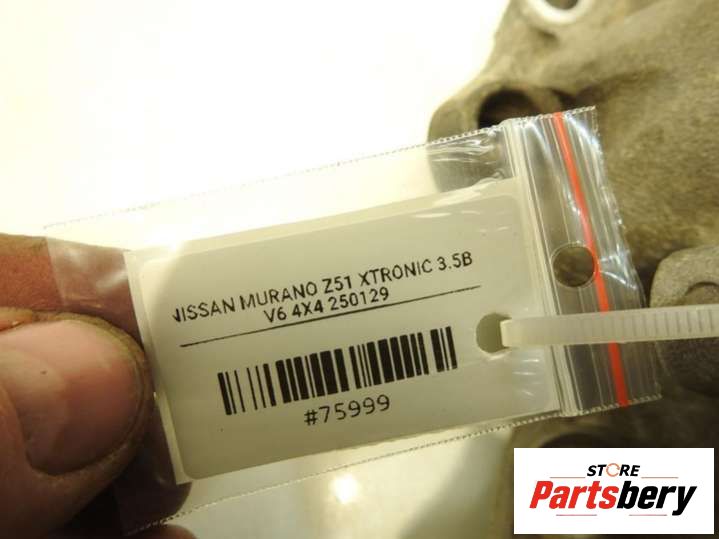 NISSAN MURANO Z51 XTRONIC 3.5B
V6 4X4 250129
#75999
STORE
Partsbery